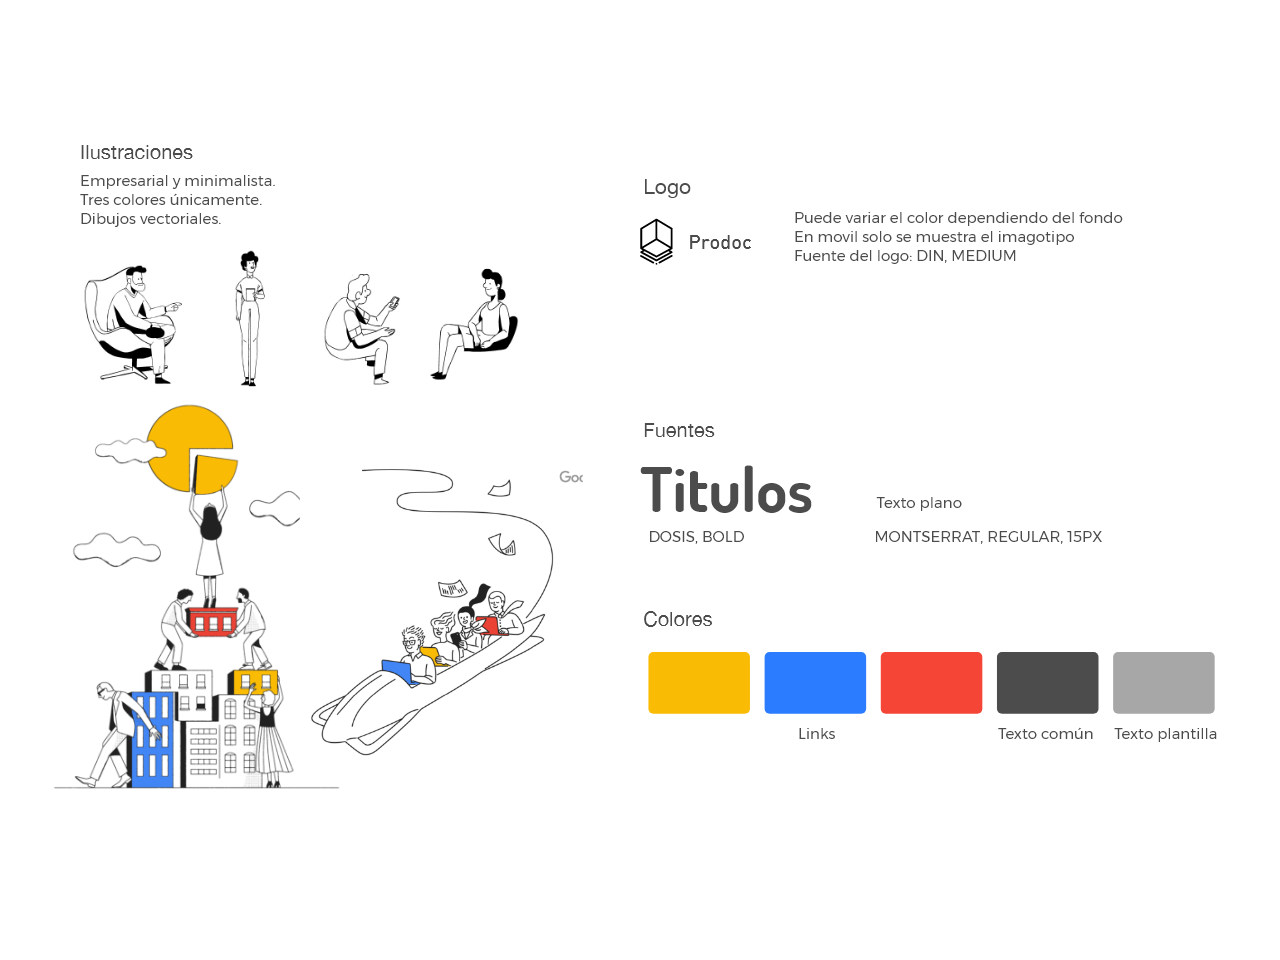 Ilustraciones
Empresarial y minimalista.
Tres colores únicamente.
Dibujos vectoriales.
Goo
Logo
Prodoc
Puede variar el color dependiendo del fondo
En movil solo se muestra el imagotipo
Fuente del logo: DIN, MEDIUM
Fuentes
Titulos
Texto plano
DOSIS, BOLD
MONTSERRAT, REGULAR, 15PX
Colores
Links
Texto común
Texto plantilla